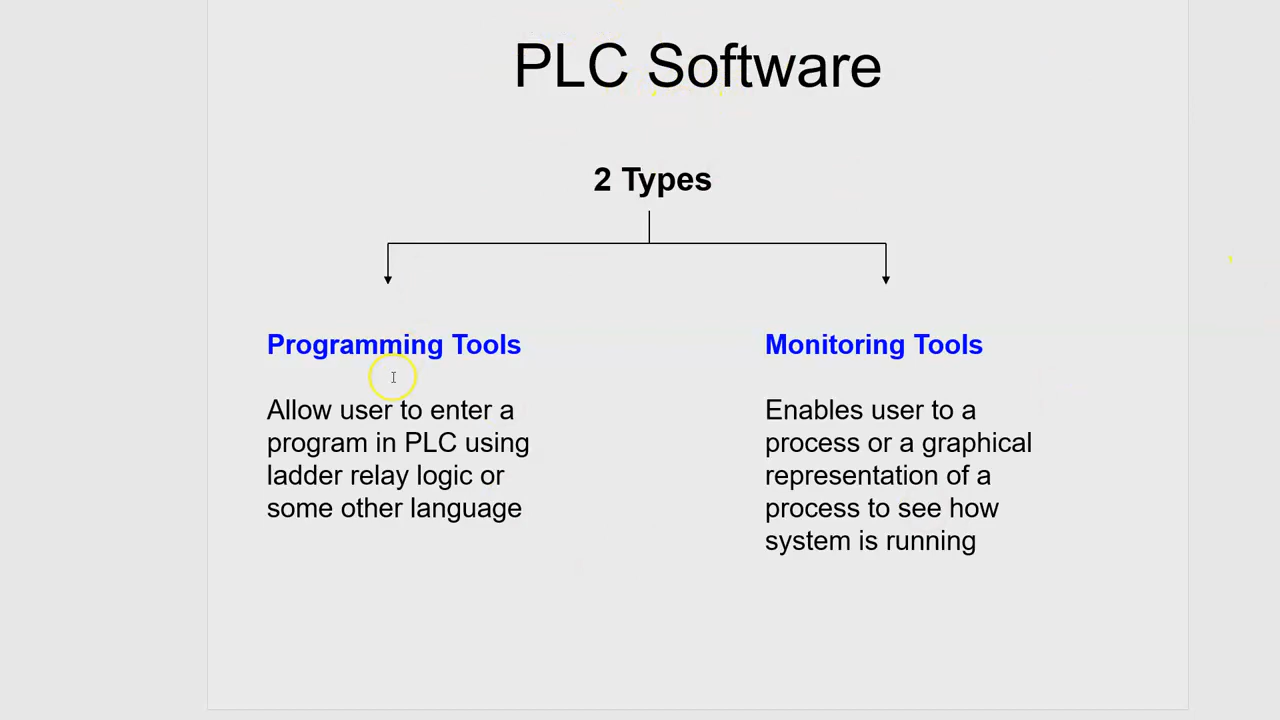 PLC Software
2 Types
Programming Tools
Allow user to enter a
program in PLC using
ladder relay logic or
some other language
Monitoring Tools
Enables user to a
process or a graphical
representation of a
process to see how
system is running